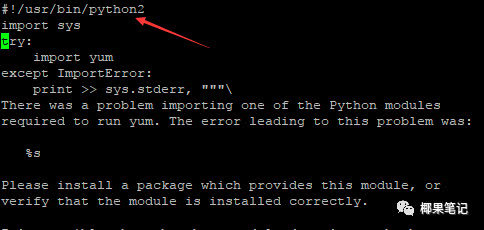 #!/usr/bin/python2
import sys
try:
    import yum
except ImportError:
    print >> sys.stderr, """\
There was a problem importing one of the Python modules
required to run yum. The error leading to this problem was:
   %s
Please install a package which provides this module, or
verify that the module is installed correctly.
椰果笔记